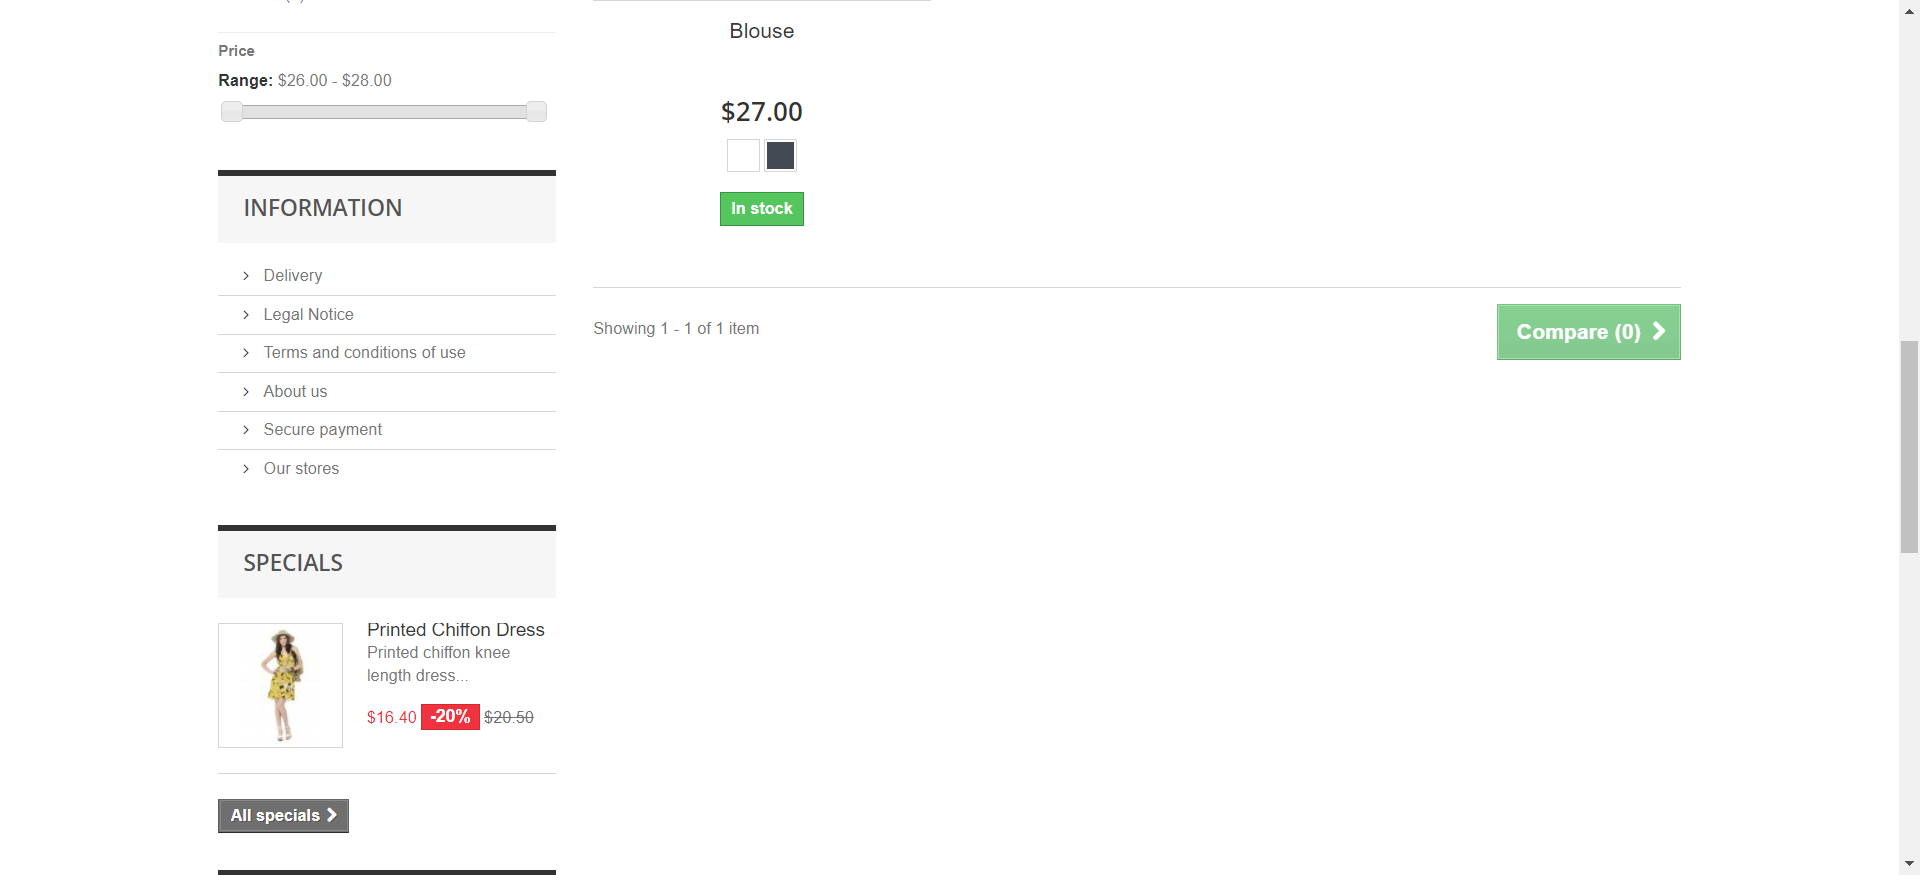 Price
Range: $26.00 - $28.00
INFORMATION
Delivery
Legal Notice
Terms and conditions of use
About us
Secure payment
Our stores
SPECIALS
Printed Chiffon Dress
Printed chiffon knee
length dress...
$16.40 -20% $20.50
All specials
Blouse
$27.00
In stock
Showing 1 - 1 of 1 item
Compare (0)